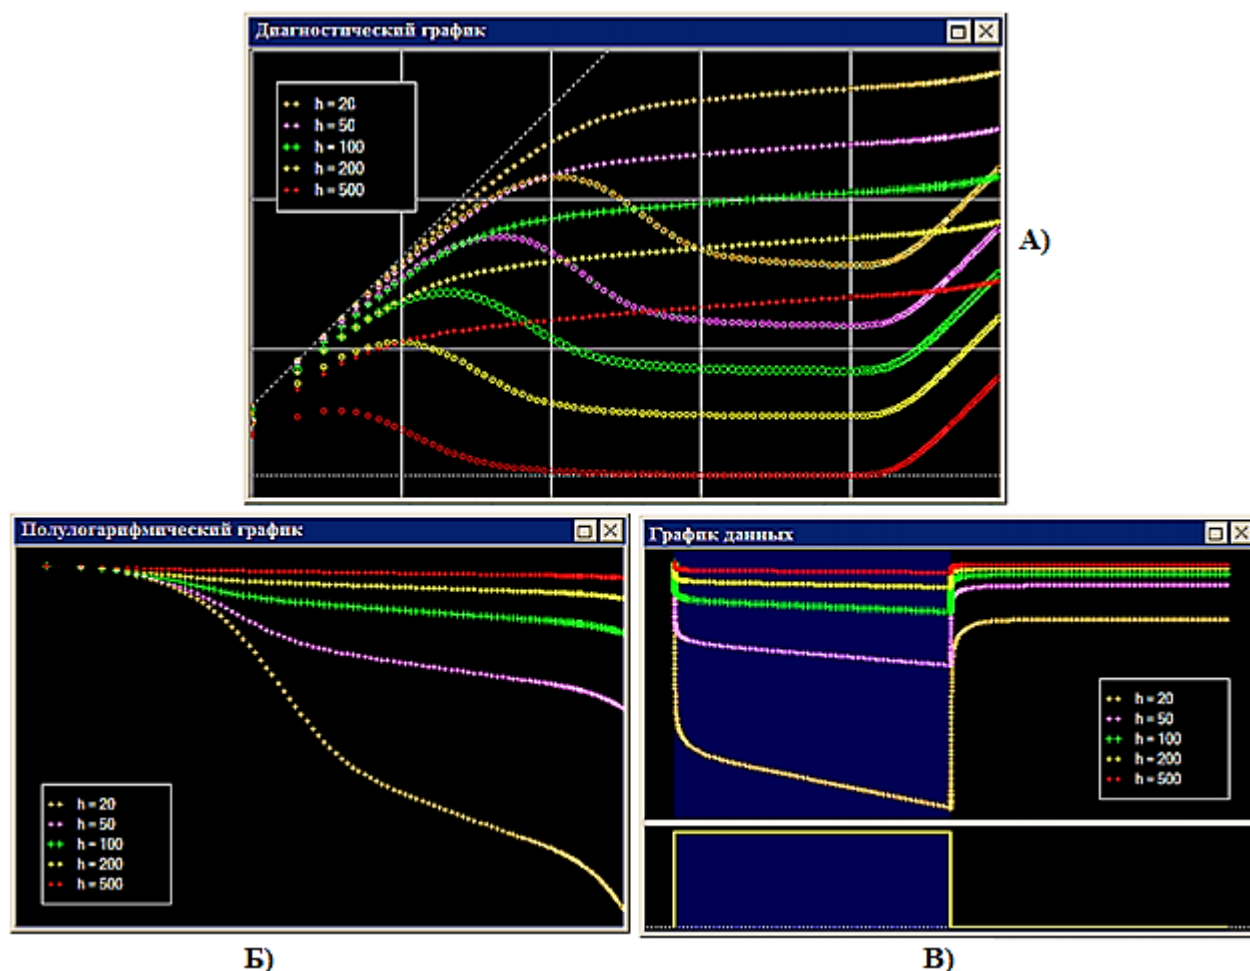 Диагностический график
h = 20
h = 50
h = 100
h = 200
h = 500
А)
Полулогарифмический график
h = 20
h = 50
h = 100
h = 200
h = 500
Б)
График данных
h = 20
h = 50
h = 100
h = 200
h = 500
В)